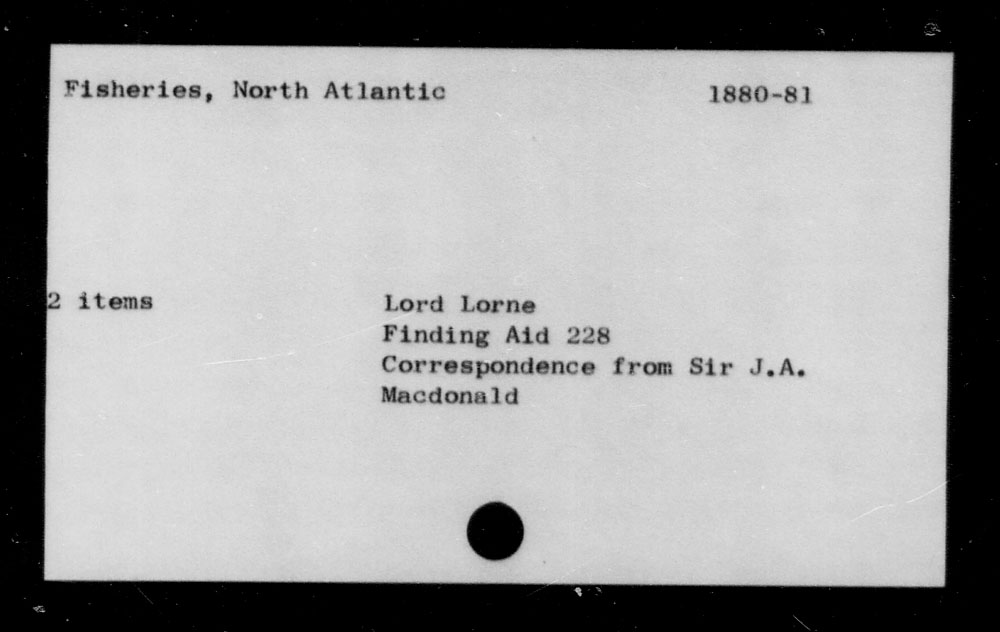 Fisheries, North Atlantic 1880-81
2 items Lord Lorne
Finding Aid 228
Correspondence from Sir J.A.
Macdonald